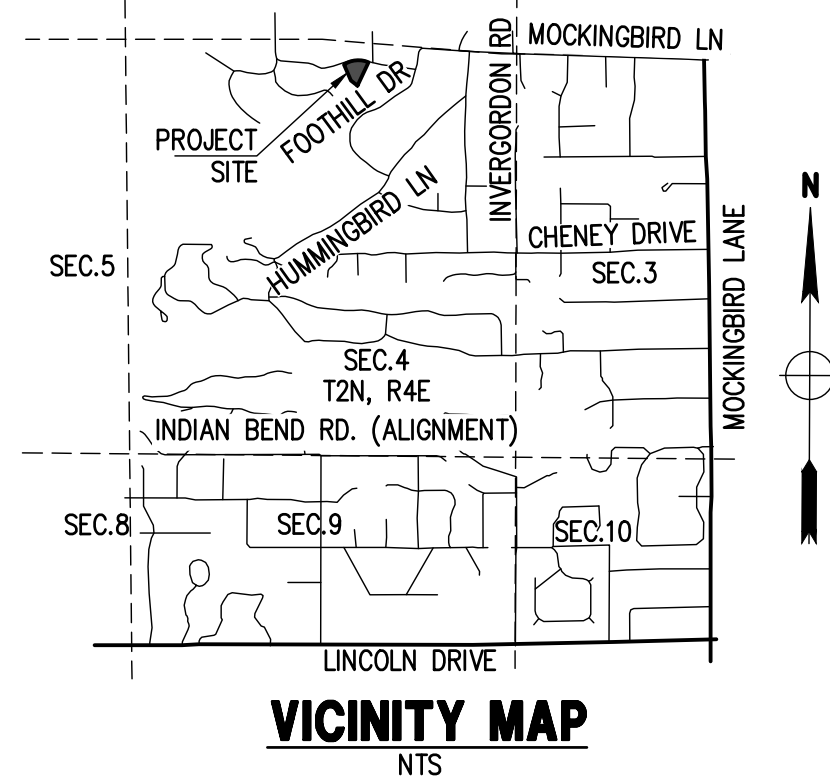 MOCKINGBIRD LN
INVERGORDON RD
FOOTHILL DR
PROJECT
SITE
HUMMINGBIRD LN
N
CHENEY DRIVE
SEC.5
SEC.3
MOCKINGBIRD LANE
SEC.4
T2N, R4E
INDIAN BEND RD. (ALIGNMENT)
SEC.8
SEC.9
SEC.10
LINCOLN DRIVE
VICINITY MAP
NTS